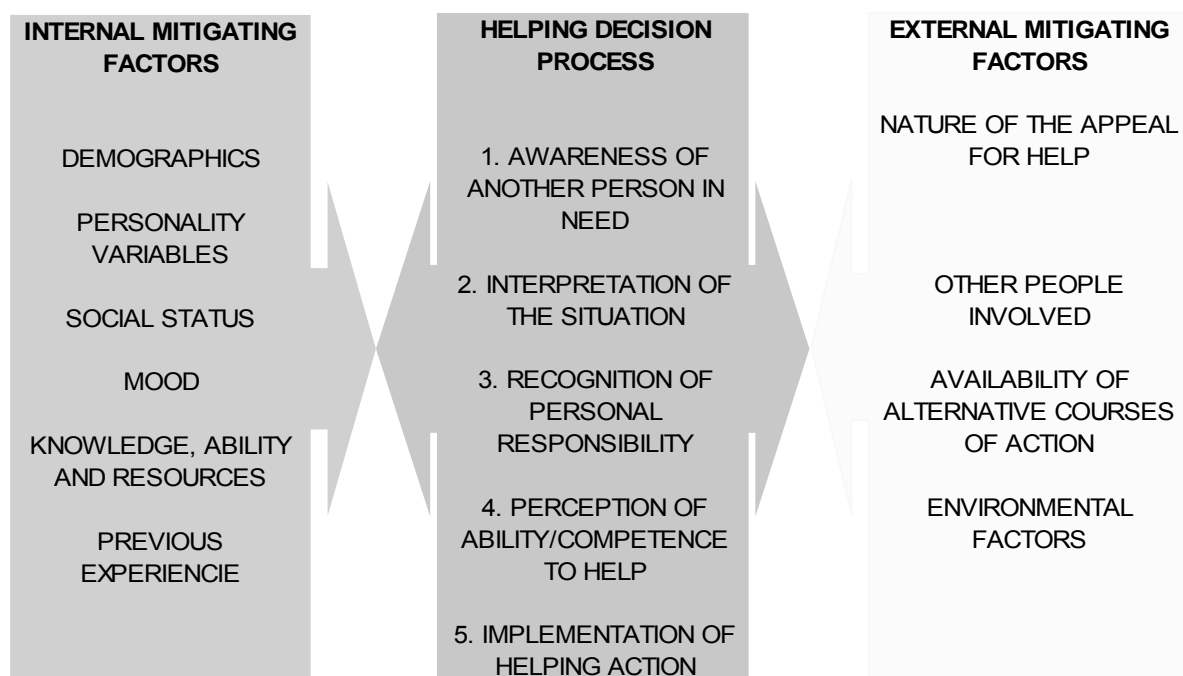 INTERNAL MITIGATING
FACTORS
DEMOGRAPHICS
PERSONALITY
VARIABLES
SOCIAL STATUS
MOOD
KNOWLEDGE, ABILITY
AND RESOURCES
PREVIOUS
EXPERIENCIE
HELPING DECISION
PROCESS
1. AWARENESS OF
ANOTHER PERSON IN
NEED
2. INTERPRETATION OF
THE SITUATION
3. RECOGNITION OF
PERSONAL
RESPONSIBILITY
4. PERCEPTION OF
ABILITY/COMPETENCE
TO HELP
5. IMPLEMENTATION OF
HELPING ACTION
EXTERNAL MITIGATING
FACTORS
NATURE OF THE APPEAL
FOR HELP
OTHER PEOPLE
INVOLVED
AVAILABILITY OF
ALTERNATIVE COURSES
OF ACTION
ENVIRONMENTAL
FACTORS